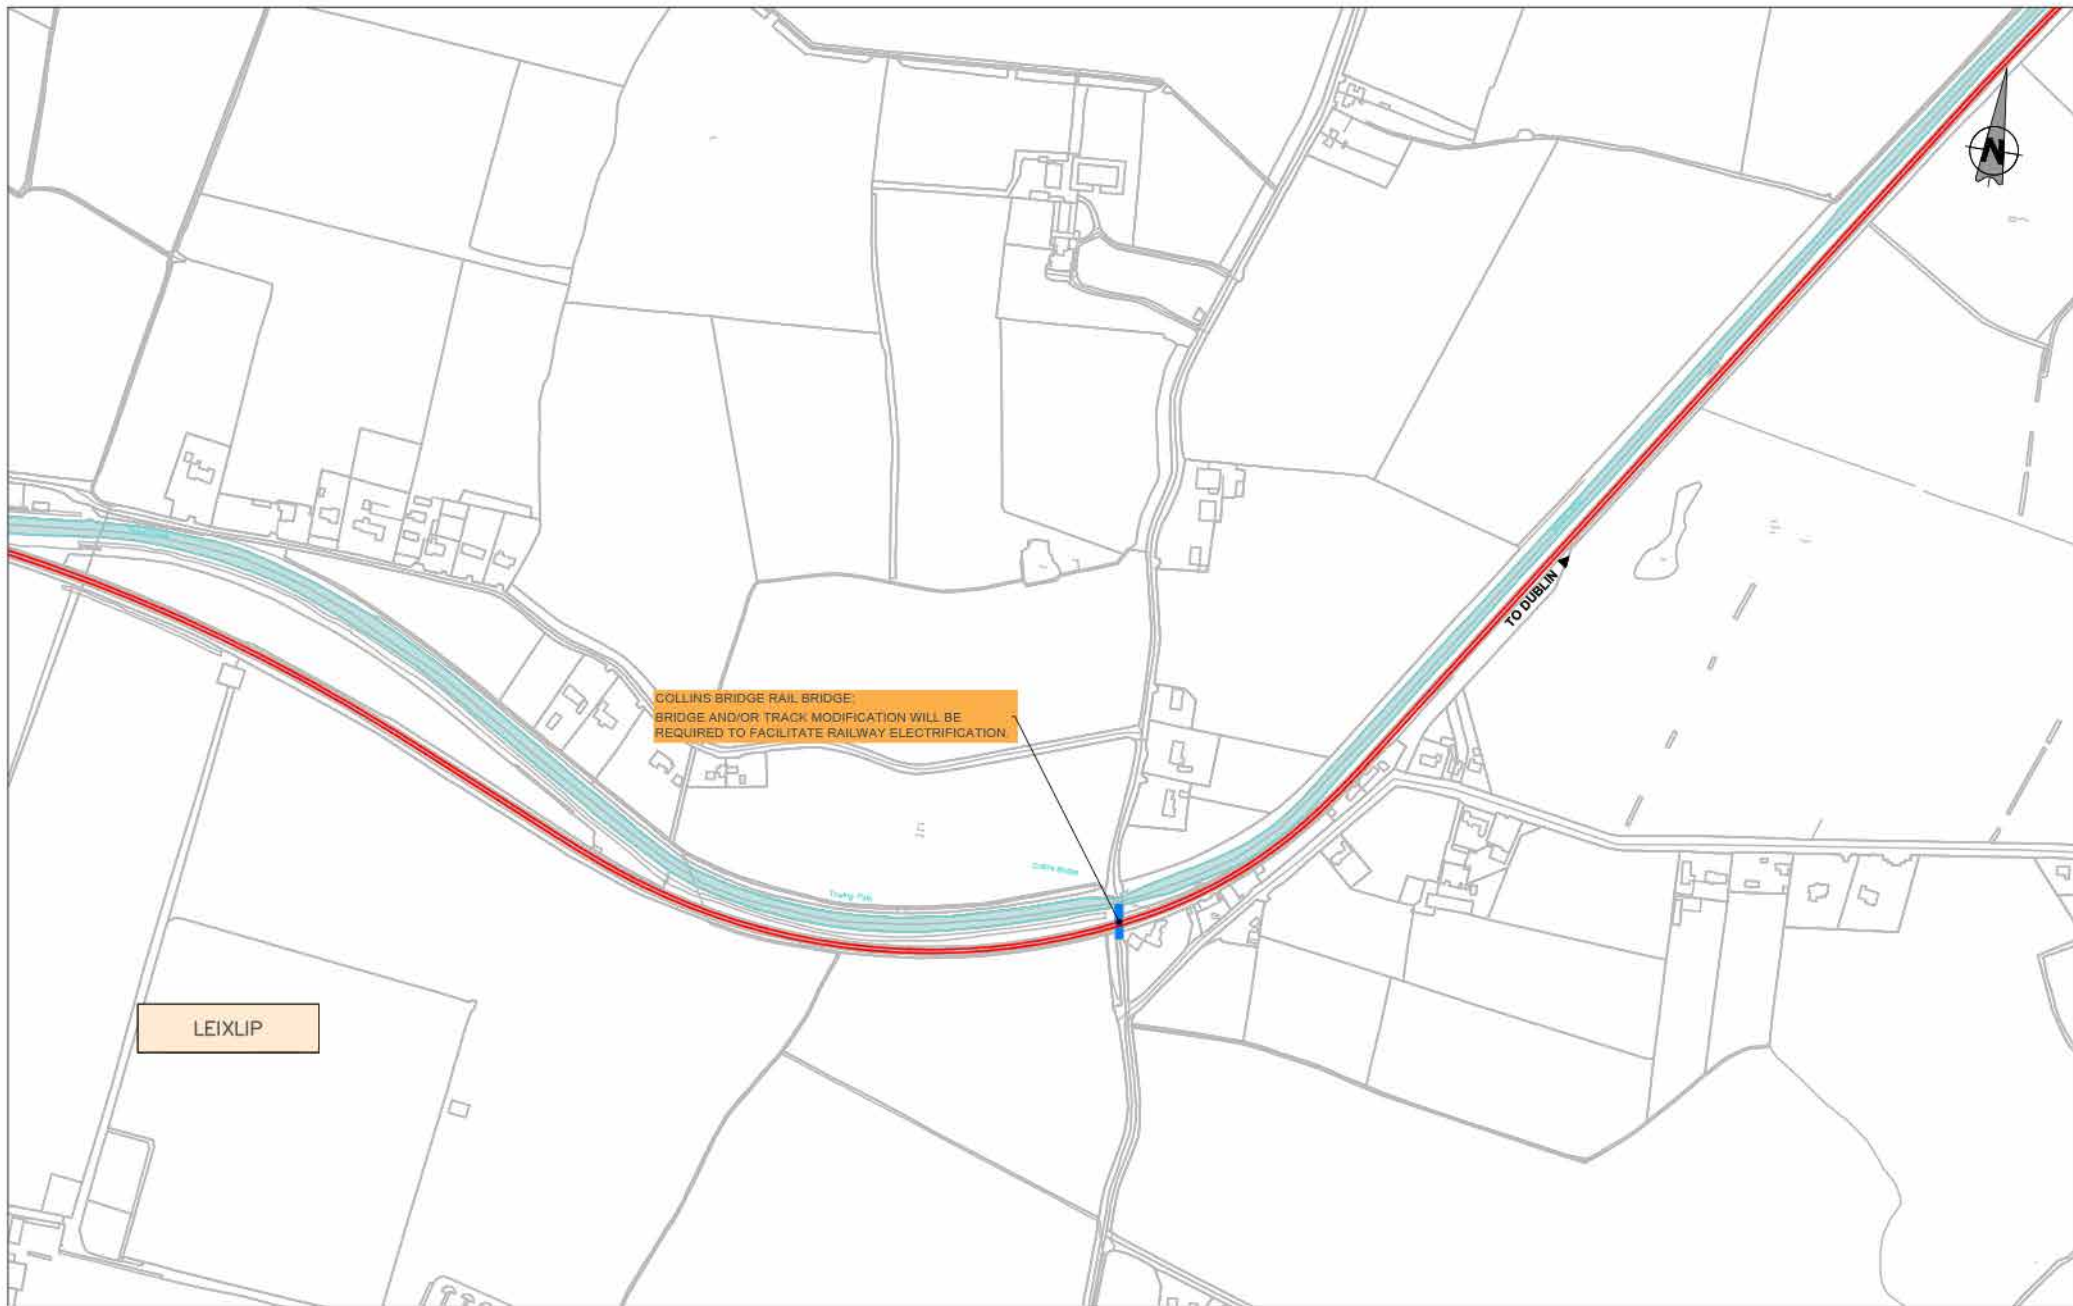 N
TO DUBLIN
COLLINS BRIDGE RAIL BRIDGE:
BRIDGE AND/OR TRACK MODIFICATION WILL BE
REQUIRED TO FACILITATE RAILWAY ELECTRIFICATION.
LEIXLIP